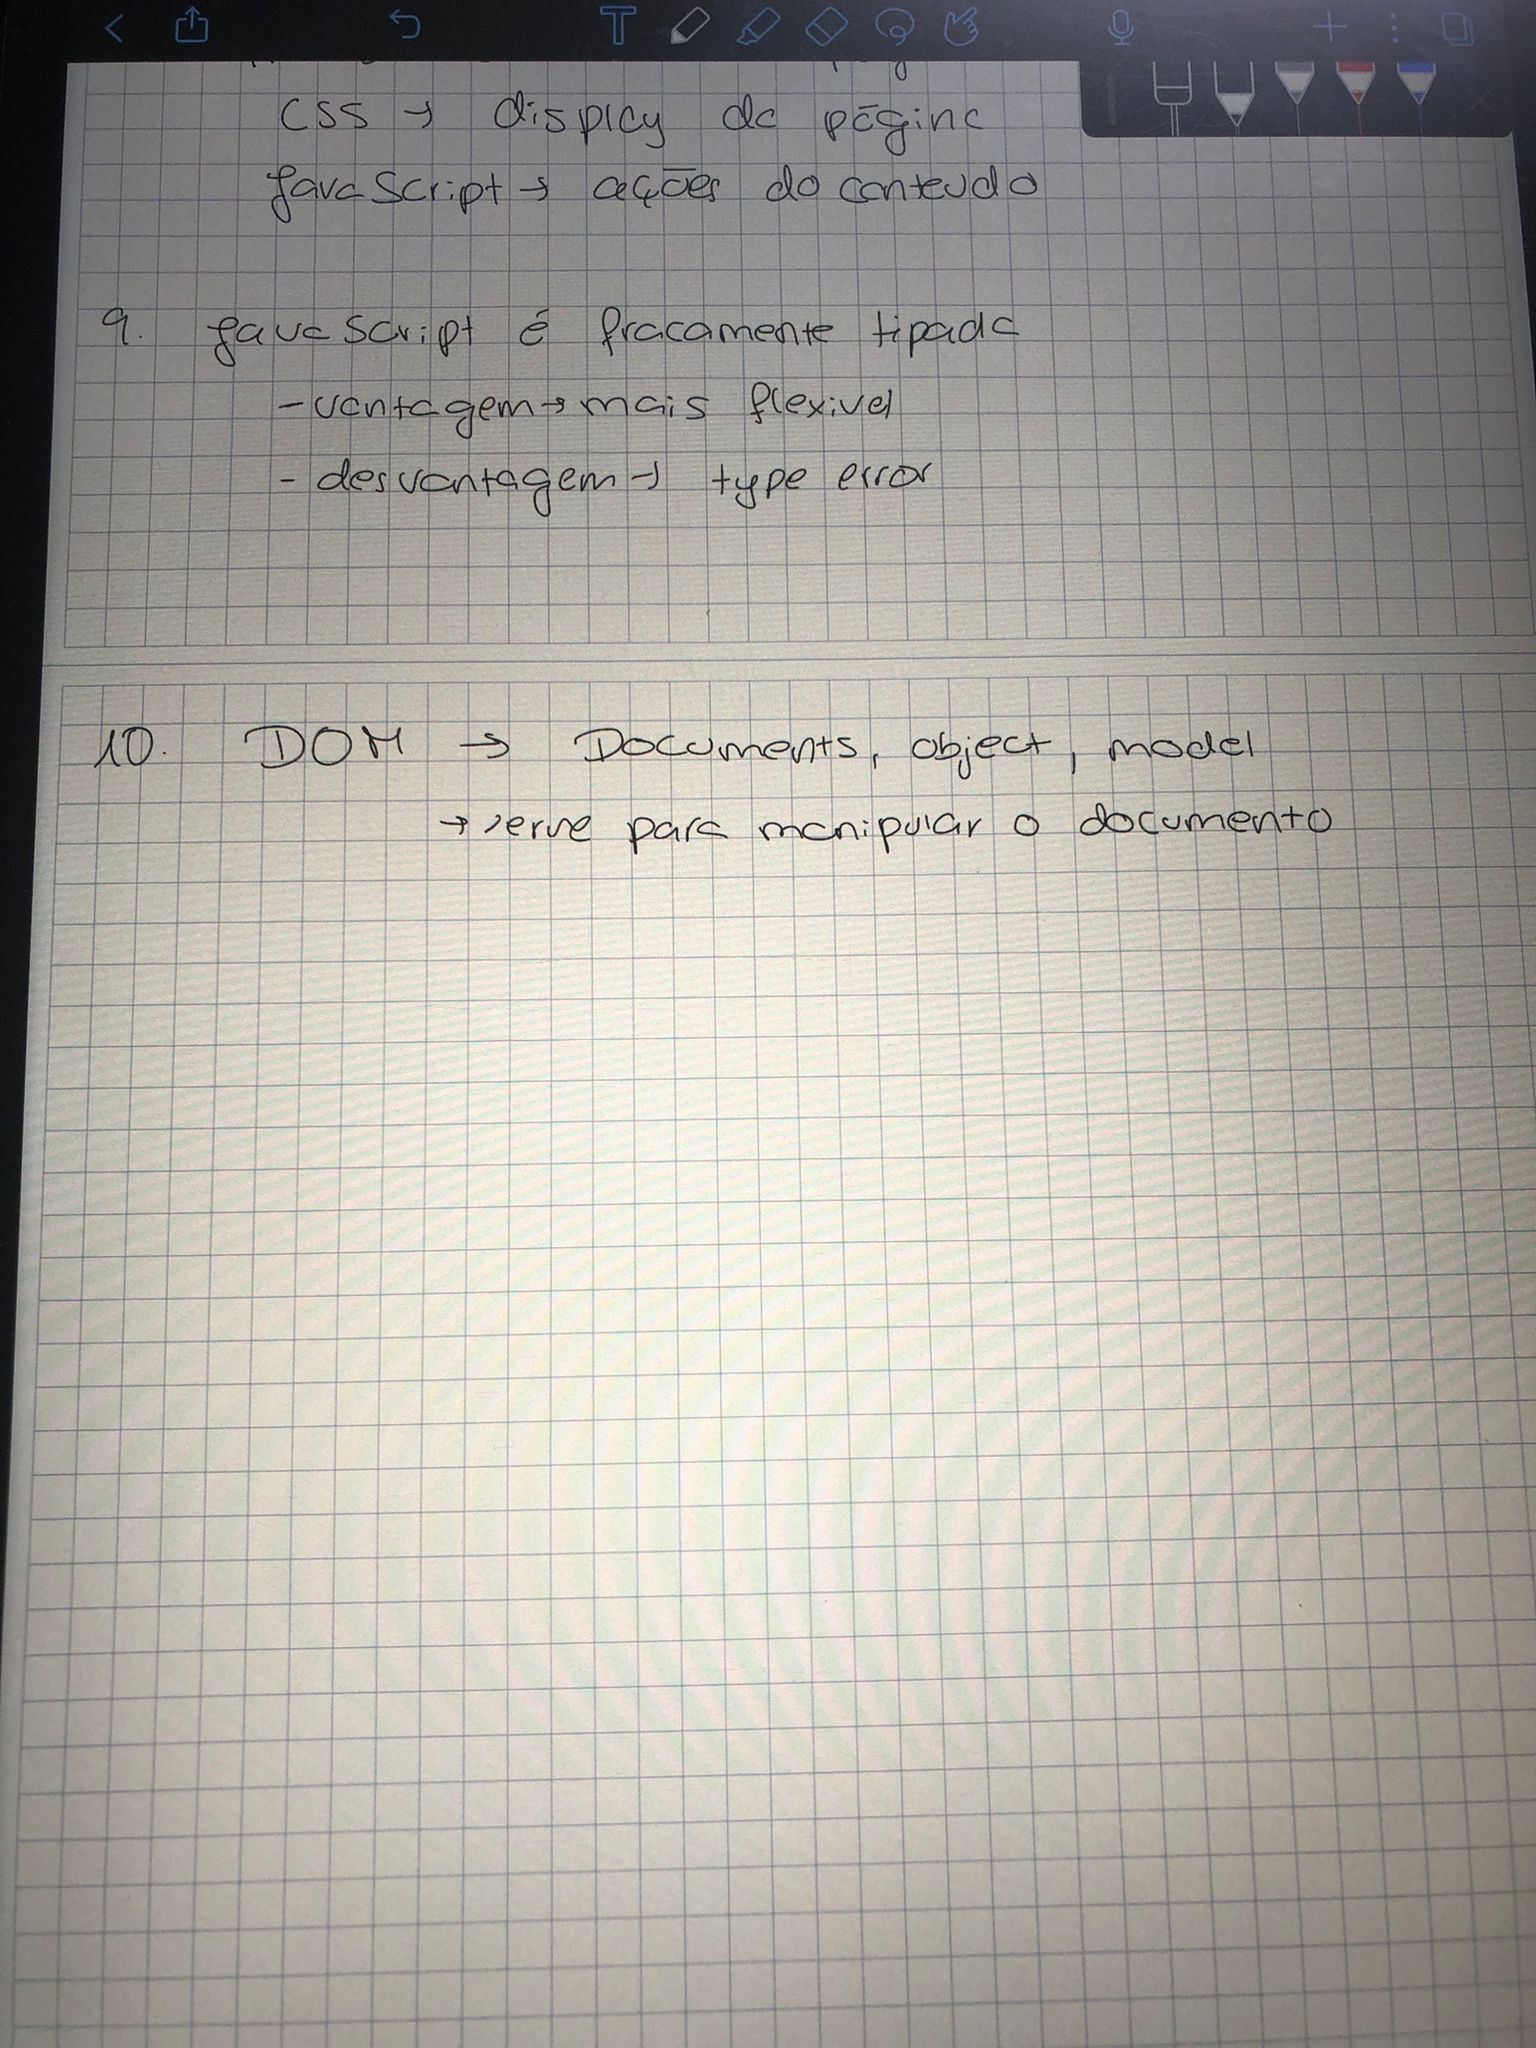 CSS → display da página
JavaScript → ações do conteudo
9. JavaScript é fracamente tipada
- vantagem → mais flexivel
- desvantagem → type error
10. DOM → Documents, object, model
→ serve para manipular o documento